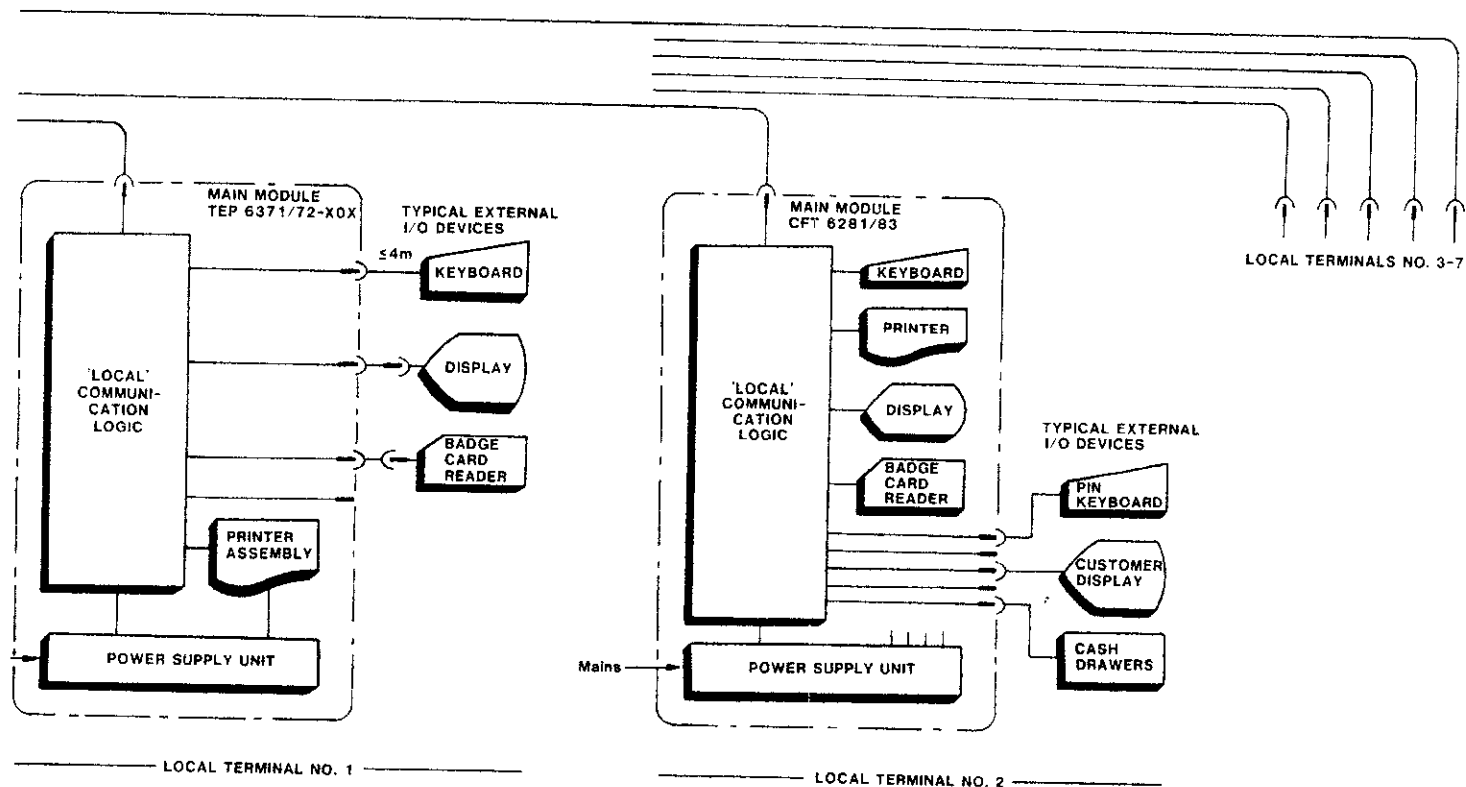 MAIN MODULE
TEP 6371/72-X0X
TYPICAL EXTERNAL
I/O DEVICES
≤4m
KEYBOARD
DISPLAY
BADGE
CARD
READER
'LOCAL'
COMMUNI-
CATION
LOGIC
PRINTER
ASSEMBLY
POWER SUPPLY UNIT
LOCAL TERMINAL NO. 1
MAIN MODULE
CFT 6281/83
KEYBOARD
PRINTER
DISPLAY
BADGE
CARD
READER
'LOCAL'
COMMUNI-
CATION
LOGIC
TYPICAL EXTERNAL
I/O DEVICES
PIN
KEYBOARD
CUSTOMER
DISPLAY
CASH
DRAWERS
Mains
POWER SUPPLY UNIT
LOCAL TERMINAL NO. 2
LOCAL TERMINALS NO. 3-7